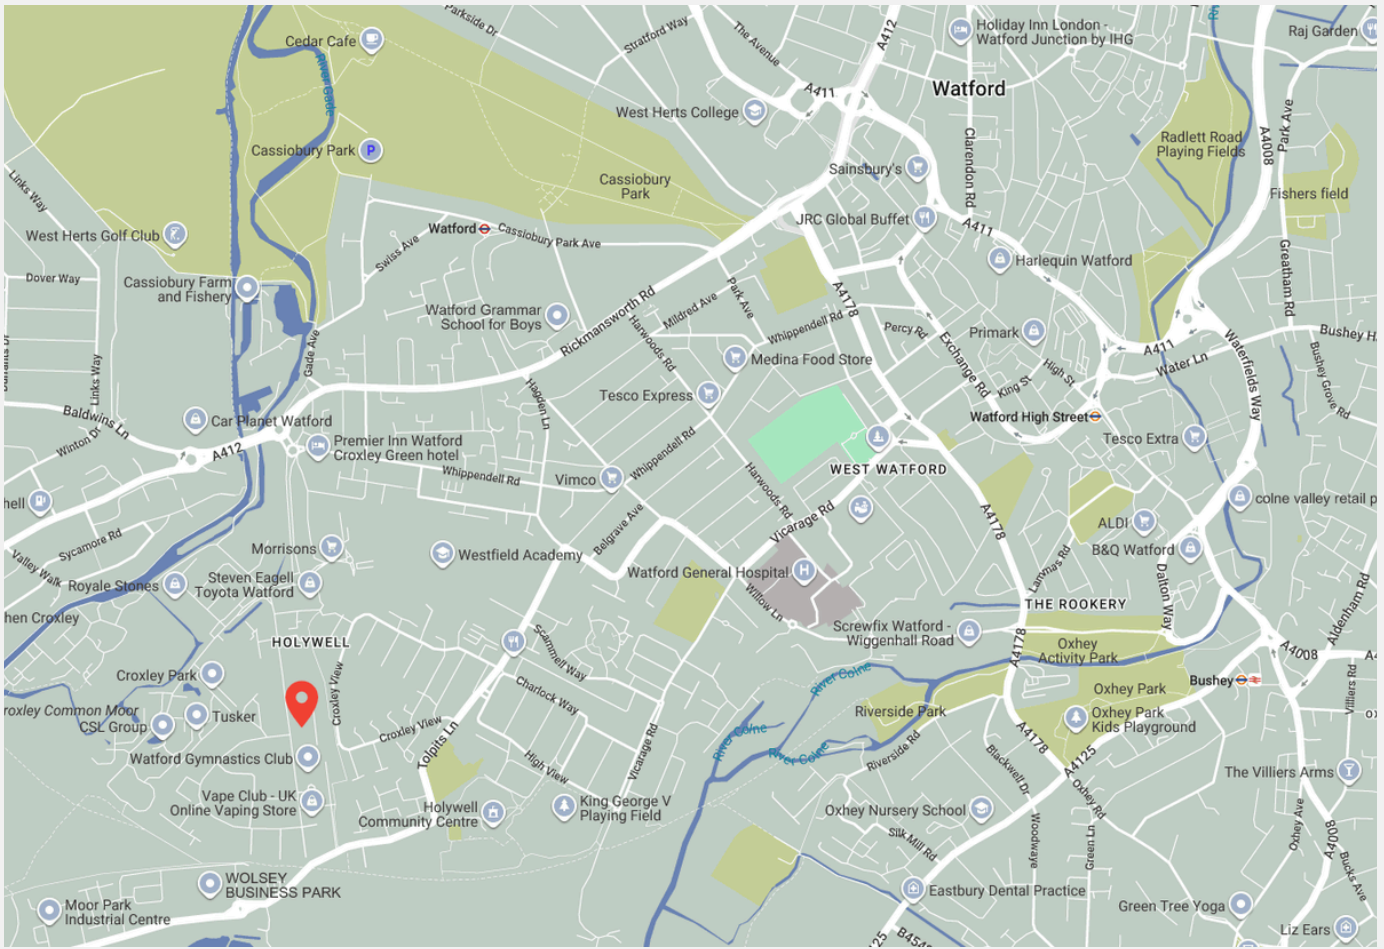 Parkside Dr
Stratford Way
The Avenue
A412
Holiday Inn London -
Watford Junction by IHG
Raj Garden
Cedar Cafe
River Gade
A411
West Herts College
Watford
Clarendon Rd
Radlett Road
Playing Fields
A4008
Park Ave
Cassiobury Park
Cassiobury
Park
Sainsbury's
Fishers field
Links Way
West Herts Golf Club
Watford
Cassiobury Park Ave
JRC Global Buffet
A411
Swiss Ave
Harlequin Watford
Greatham Rd
Dover Way
Cassiobury Farm
and Fishery
Park Ave
A4178
Watford Grammar
School for Boys
Mildred Ave
Rickmansworth Rd
Harwoods Rd
Whippendell Rd
Percy Rd
Primark
Exchange Rd
A411
Water Ln
Waterfields Way
Bushey H
Gade Ave
Links Way
Medina Food Store
High St
King St
Bushey Grove Rd
Hagden Ln
Tesco Express
Baldwins Ln
Winton Dr
Car Planet Watford
A412
Premier Inn Watford
Croxley Green hotel
Whippendell Rd
Vimco
Whippendell Rd
Harwoods Rd
WEST WATFORD
Watford High Street
Tesco Extra
hell
Sycamore Rd
Valley Walk
Belgrave Ave
Vicarage Rd
A4178
colne valley retail p
ALDI
B&Q Watford
Morrisons
Westfield Academy
Royale Stones
Steven Eagell
Toyota Watford
Watford General Hospital
Willow Ln
Lammas Rd
Dalton Way
Aldenham Rd
hen Croxley
THE ROOKERY
HOLYWELL
Scammell Way
Screwfix Watford -
Wiggenhall Road
A4178
Oxhey
Activity Park
A4008
A4
Croxley Park
Croxley View
Charlock Way
River Colne
Oxhey Park
Bushey
Villiers Rd
roxley Common Moor
CSL Group
Tusker
Croxley View
Tolpits Ln
Vicarage Rd
River Colne
River Colne
Riverside Park
Riverside Rd
Oxhey Park
Kids Playground
A4178
A4125
Watford Gymnastics Club
High View
Blackwell Dr
Oxhey Rd
The Villiers Arms
Vape Club - UK
Online Vaping Store
Holywell
Community Centre
King George V
Playing Field
Oxhey Nursery School
Silk Mill Rd
Woodwaye
Green Ln
Oxhey Ave
A4008
Bucks Ave
WOLSEY
BUSINESS PARK
Moor Park
Industrial Centre
Eastbury Dental Practice
Green Tree Yoga
Liz Ears